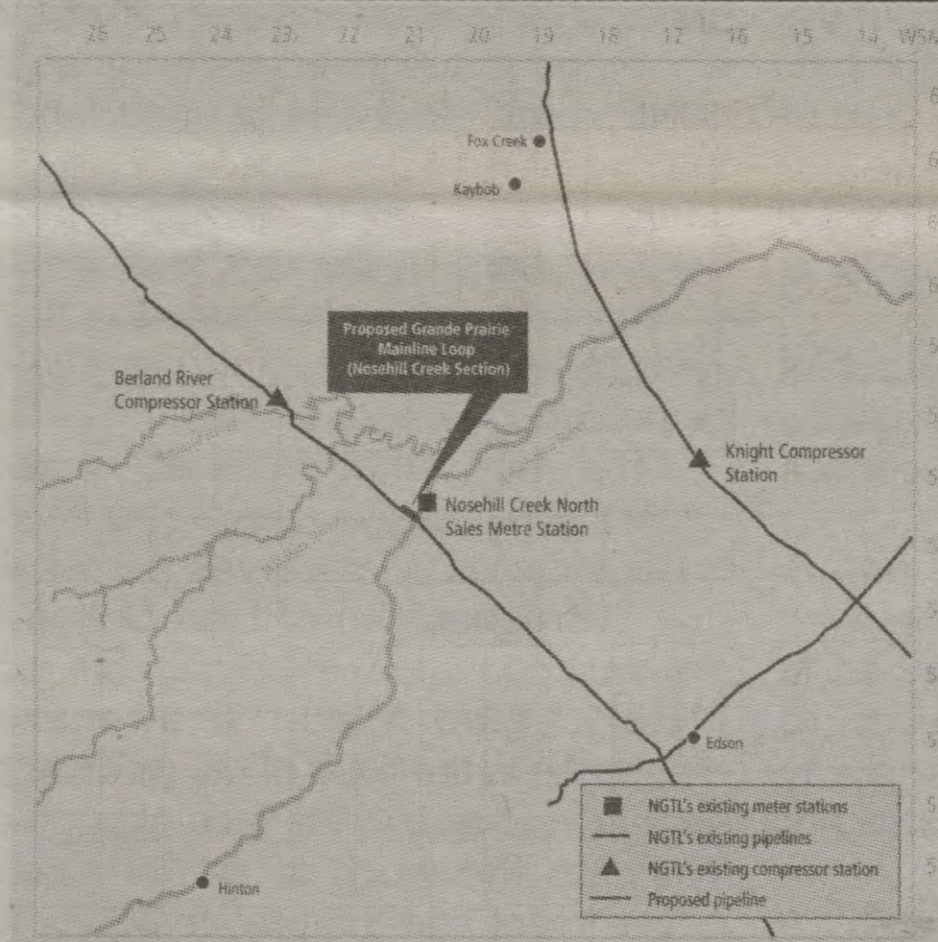 26 25 24 23 22 21 20 19 18 17 16 15 14
Fox Creek
Kaybob
Proposed Grande Prairie
Mainline Loop
(Nosehill Creek Section)
Berland River
Compressor Station
Knight Compressor
Station
Nosehill Creek North
Sales Metre Station
Edson
NGTL's existing meter stations
NGTL's existing pipelines
NGTL's existing compressor station
Proposed pipeline
Hinton